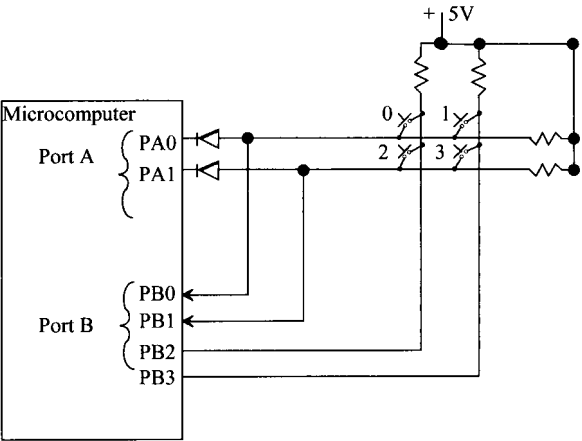 + 5V
Microcomputer
0 1
Port A
PA0
2 3
PA1
PB0
Port B
PB1
PB2
PB3